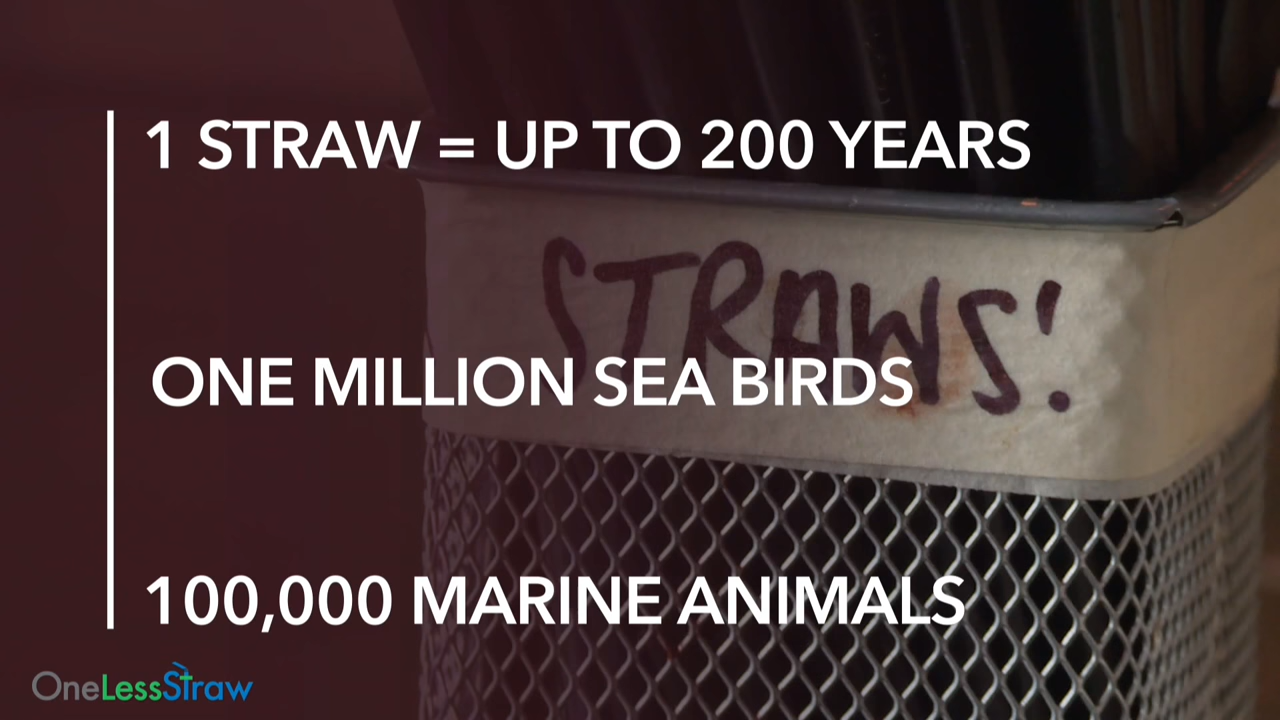 1 STRAW = UP TO 200 YEARS
STRAWS!
ONE MILLION SEA BIRDS
100,000 MARINE ANIMALS
OneLessStraw